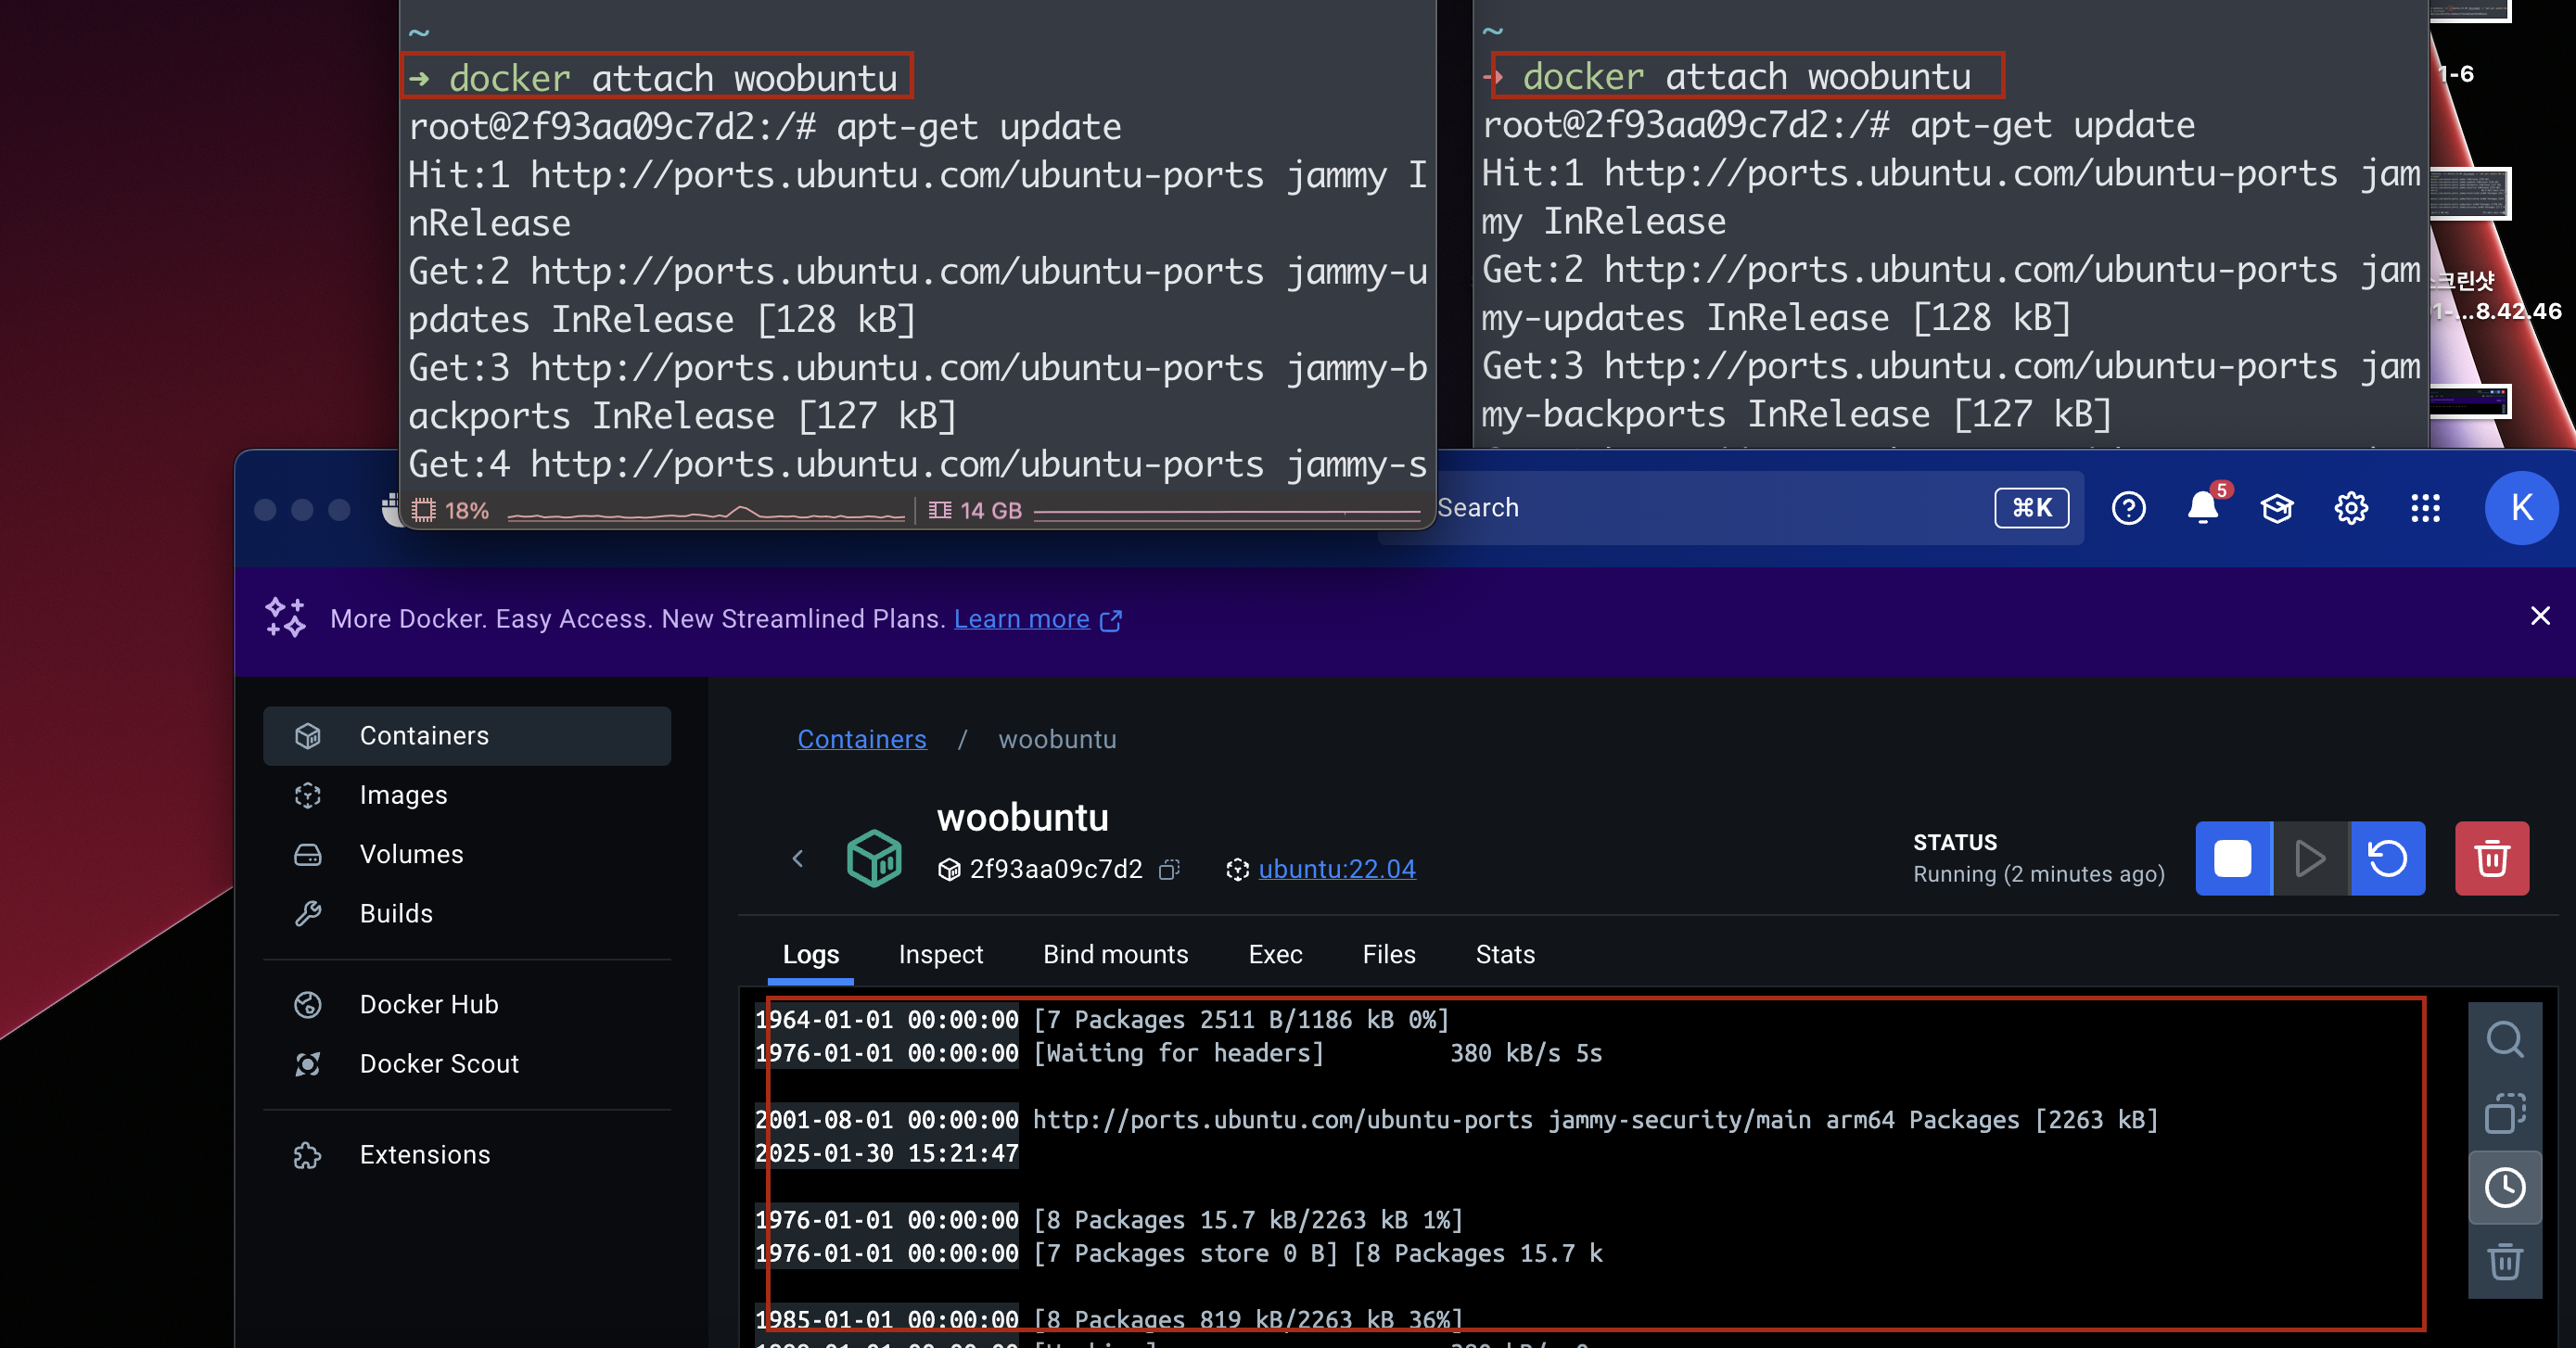 ~
→ docker attach woobuntu
root@2f93aa09c7d2:/# apt-get update
Hit:1 http://ports.ubuntu.com/ubuntu-ports jammy I
nRelease
Get:2 http://ports.ubuntu.com/ubuntu-ports jammy-u
pdates InRelease [128 kB]
Get:3 http://ports.ubuntu.com/ubuntu-ports jammy-b
ackports InRelease [127 kB]
Get:4 http://ports.ubuntu.com/ubuntu-ports jammy-s
18%
14 GB
~
→ docker attach woobuntu
root@2f93aa09c7d2:/# apt-get update
Hit:1 http://ports.ubuntu.com/ubuntu-ports jam
my InRelease
Get:2 http://ports.ubuntu.com/ubuntu-ports jam
my-updates InRelease [128 kB]
Get:3 http://ports.ubuntu.com/ubuntu-ports jam
my-backports InRelease [127 kB]
1-6
크린샷
1-...8.42.46
Search
⌘K
5
K
More Docker. Easy Access. New Streamlined Plans. Learn more
Containers
Images
Volumes
Builds
Docker Hub
Docker Scout
Extensions
Containers / woobuntu
woobuntu
2f93aa09c7d2
ubuntu:22.04
STATUS
Running (2 minutes ago)
Logs
Inspect
Bind mounts
Exec
Files
Stats
1964-01-01 00:00:00 [7 Packages 2511 B/1186 kB 0%]
1976-01-01 00:00:00 [Waiting for headers] 380 kB/s 5s
2001-08-01 00:00:00 http://ports.ubuntu.com/ubuntu-ports jammy-security/main arm64 Packages [2263 kB]
2025-01-30 15:21:47
1976-01-01 00:00:00 [8 Packages 15.7 kB/2263 kB 1%]
1976-01-01 00:00:00 [7 Packages store 0 B] [8 Packages 15.7 k
1985-01-01 00:00:00 [8 Packages 819 kB/2263 kB 36%]